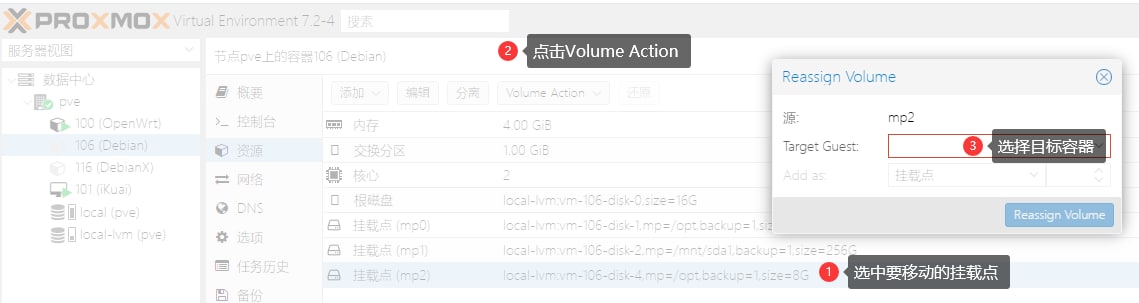 PROXMOX Virtual Environment 7.2-4 搜索
服务器视图
数据中心
pve
100 (OpenWrt)
106 (Debian)
116 (DebianX)
101 (iKuai)
local (pve)
local-lvm (pve)
节点pve上的容器106 (Debian)
2 点击Volume Action
概要
控制台
资源
网络
DNS
选项
任务历史
备份
添加 编辑 分离 Volume Action 还原
内存 4.00 GiB
交换分区 1.00 GiB
核心 2
根磁盘 local-lvm:vm-106-disk-0,size=16G
挂载点 (mp0) local-lvm:vm-106-disk-1,mp=/opt,backup=1,si
挂载点 (mp1) local-lvm:vm-106-disk-2,mp=/mnt/sda1,backup=1,size=256G
挂载点 (mp2) local-lvm:vm-106-disk-4,mp=/opt,backup=1,size=8G
1 选中要移动的挂载点
Reassign Volume
源: mp2
Target Guest: 3 选择目标容器
Add as: 挂载点
Reassign Volume